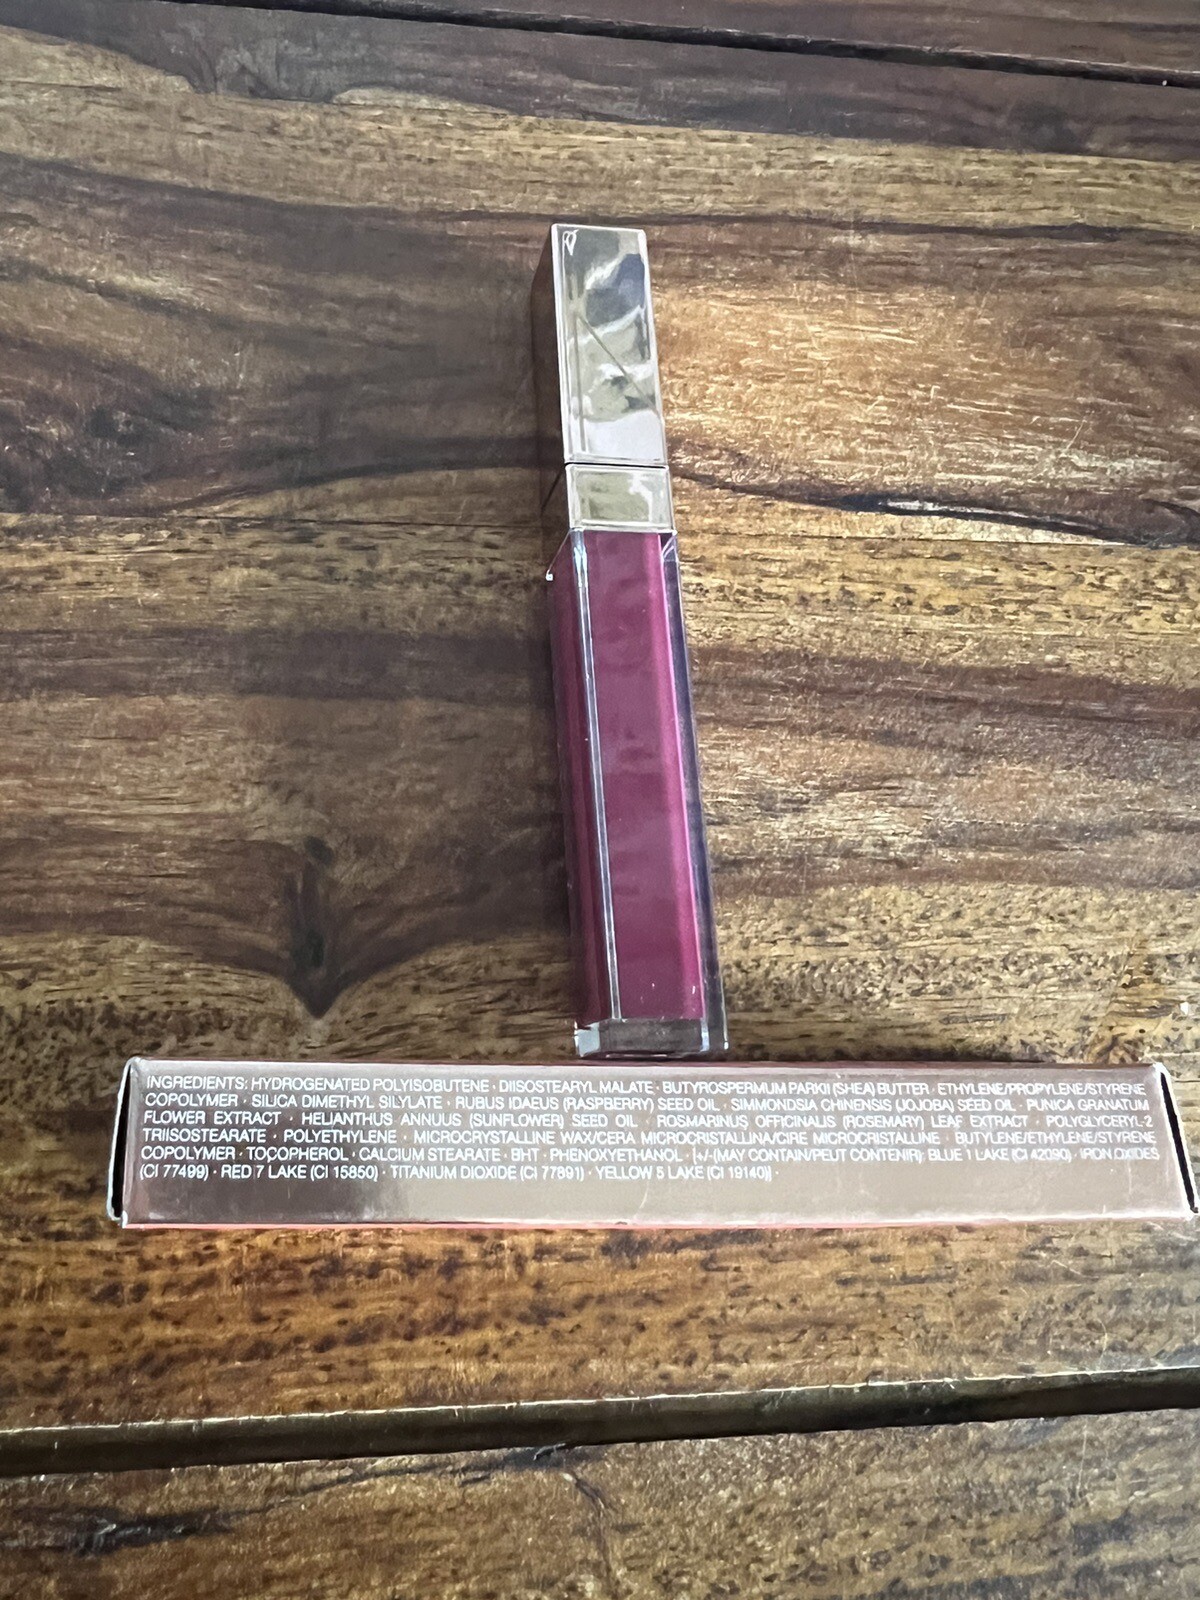 INGREDIENTS: HYDROGENATED POLYISOBUTENE · DIISOSTEARYL MALATE · BUTYROSPERMUM PARKII (SHEA) BUTTER · ETHYLENE/PROPYLENE/STYRENE
COPOLYMER · SILICA DIMETHYL SILYLATE · RUBUS IDAEUS (RASPBERRY) SEED OIL · SIMMONDSIA CHINENSIS (JOJOBA) SEED OIL · PUNICA GRANATUM
FLOWER EXTRACT · HELIANTHUS ANNUUS (SUNFLOWER) SEED OIL · ROSMARINUS OFFICINALIS (ROSEMARY) LEAF EXTRACT · POLYGLYCERYL-2
TRIISOSTEARATE · POLYETHYLENE · MICROCRYSTALLINE WAX/CERA MICROCRISTALLINA/CIRE MICROCRISTALLINE · BUTYLENE/ETHYLENE/STYRENE
COPOLYMER · TOCOPHEROL · CALCIUM STEARATE · BHT · PHENOXYETHANOL · [+/-(MAY CONTAIN/PEUT CONTENIR): BLUE 1 LAKE (CI 42090) · IRON OXIDES
(CI 77499) · RED 7 LAKE (CI 15850) · TITANIUM DIOXIDE (CI 77891) · YELLOW 5 LAKE (CI 19140)] ·